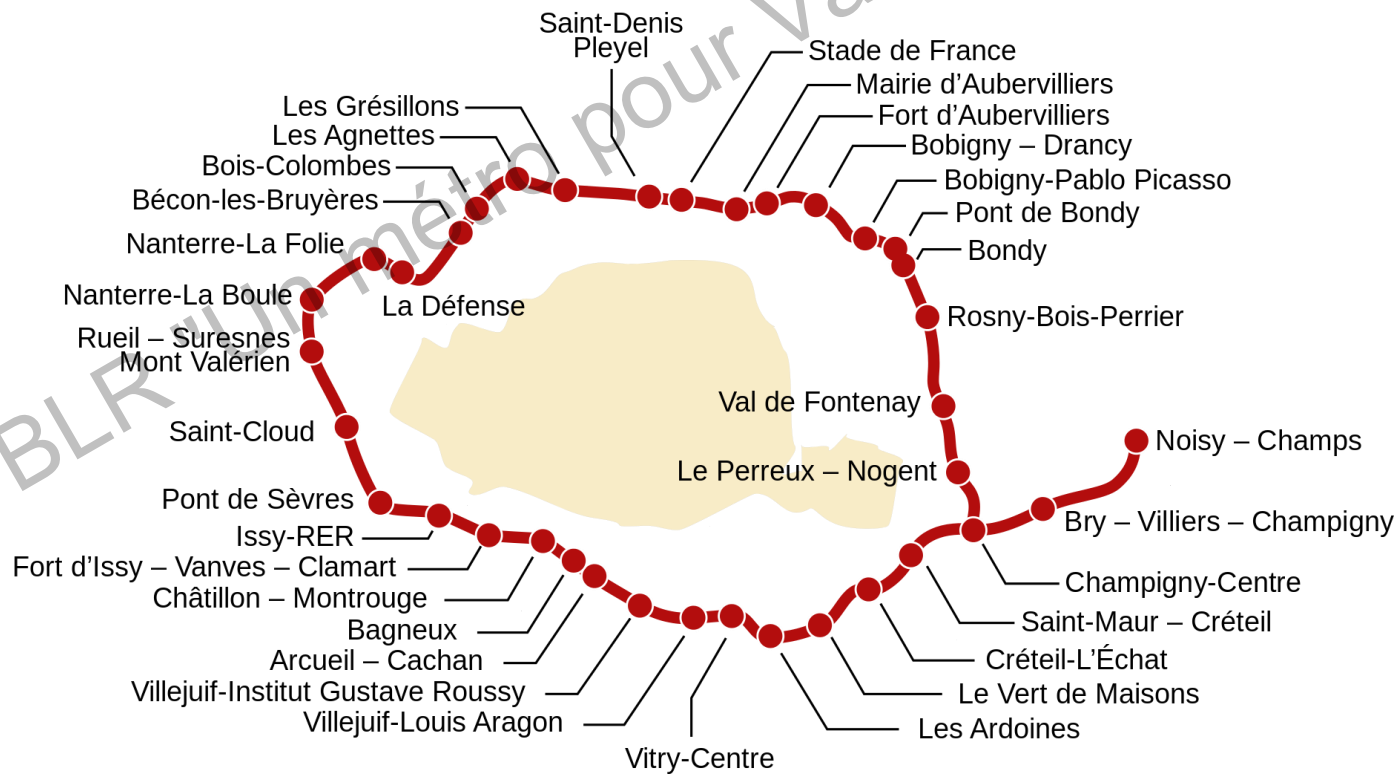 Saint-Denis
Pleyel
Stade de France
Mairie d’Aubervilliers
Les Grésillons
Fort d’Aubervilliers
Les Agnettes
Bobigny – Drancy
Bois-Colombes
Bobigny-Pablo Picasso
Bécon-les-Bruyères
Pont de Bondy
Nanterre-La Folie
Bondy
Nanterre-La Boule
La Défense
Rosny-Bois-Perrier
Rueil – Suresnes
Mont Valérien
Val de Fontenay
Saint-Cloud
Noisy – Champs
Le Perreux – Nogent
Pont de Sèvres
Bry – Villiers – Champigny
Issy-RER
Fort d’Issy – Vanves – Clamart
Champigny-Centre
Châtillon – Montrouge
Saint-Maur – Créteil
Bagneux
Arcueil – Cachan
Créteil-L’Échat
Villejuif-Institut Gustave Roussy
Le Vert de Maisons
Villejuif-Louis Aragon
Les Ardoines
Vitry-Centre
BLR "Un métro pour